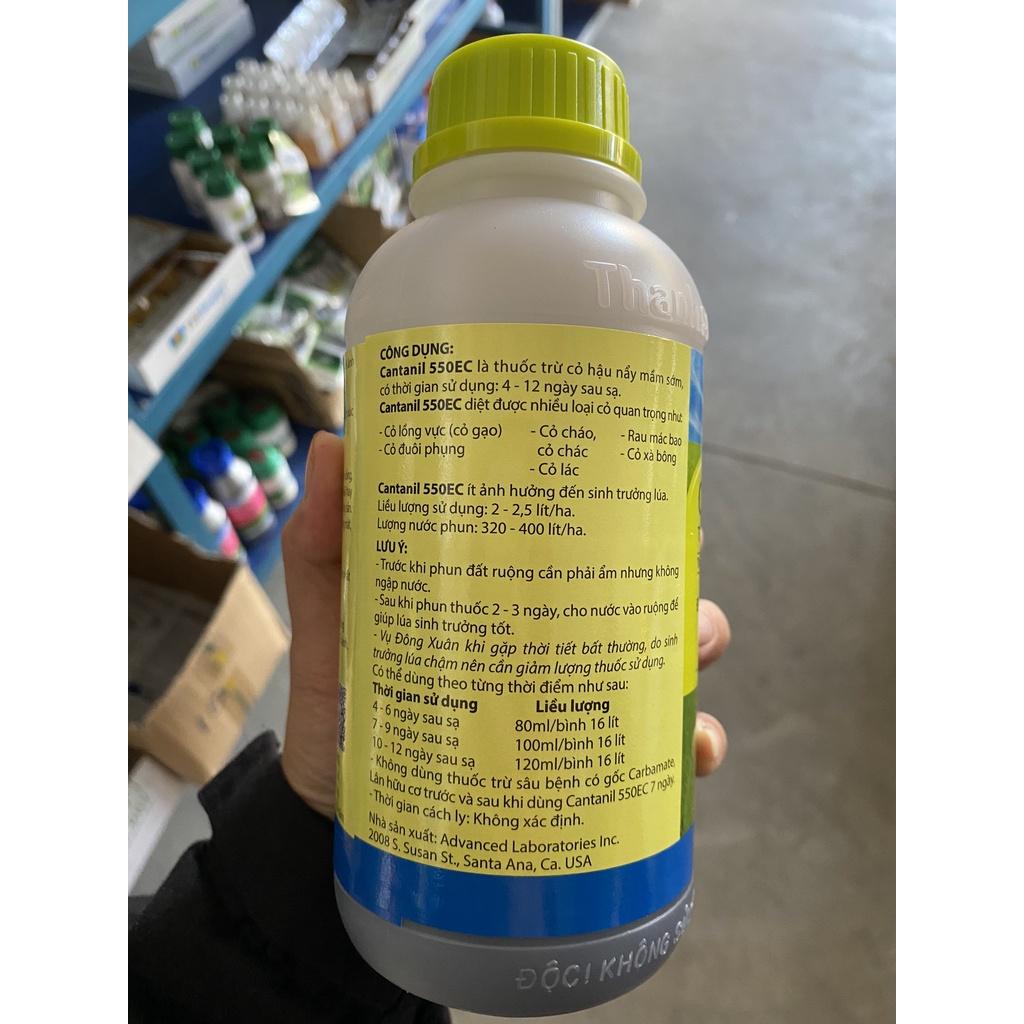 CÔNG DỤNG:
Cantanil 550EC là thuốc trừ cỏ hậu nẩy mầm sớm,
có thời gian sử dụng: 4 - 12 ngày sau sạ.
Cantanil 550EC diệt được nhiều loại cỏ quan trọng như:
- Cỏ lồng vực (cỏ gạo) - Cỏ cháo, - Rau mác bao
- Cỏ đuôi phụng cỏ chác - Cỏ xà bông
- Cỏ lác
Cantanil 550EC ít ảnh hưởng đến sinh trưởng lúa.
Liều lượng sử dụng: 2 - 2,5 lít/ha.
Lượng nước phun: 320 - 400 lít/ha.
LƯU Ý:
- Trước khi phun đất ruộng cần phải ẩm nhưng không
ngập nước.
- Sau khi phun thuốc 2 - 3 ngày, cho nước vào ruộng để
giúp lúa sinh trưởng tốt.
- Vụ Đông Xuân khi gặp thời tiết bất thường, do sinh
trưởng lúa chậm nên cần giảm lượng thuốc sử dụng.
Có thể dùng theo từng thời điểm như sau:
Thời gian sử dụng Liều lượng
4 - 6 ngày sau sạ 80ml/bình 16 lít
7 - 9 ngày sau sạ 100ml/bình 16 lít
10 - 12 ngày sau sạ 120ml/bình 16 lít
- Không dùng thuốc trừ sâu bệnh có gốc Carbamate,
Lân hữu cơ trước và sau khi dùng Cantanil 550EC 7 ngày.
- Thời gian cách ly: Không xác định.
Nhà sản xuất: Advanced Laboratories Inc.
2008 S. Susan St., Santa Ana, Ca. USA
ĐỘC! KHÔNG